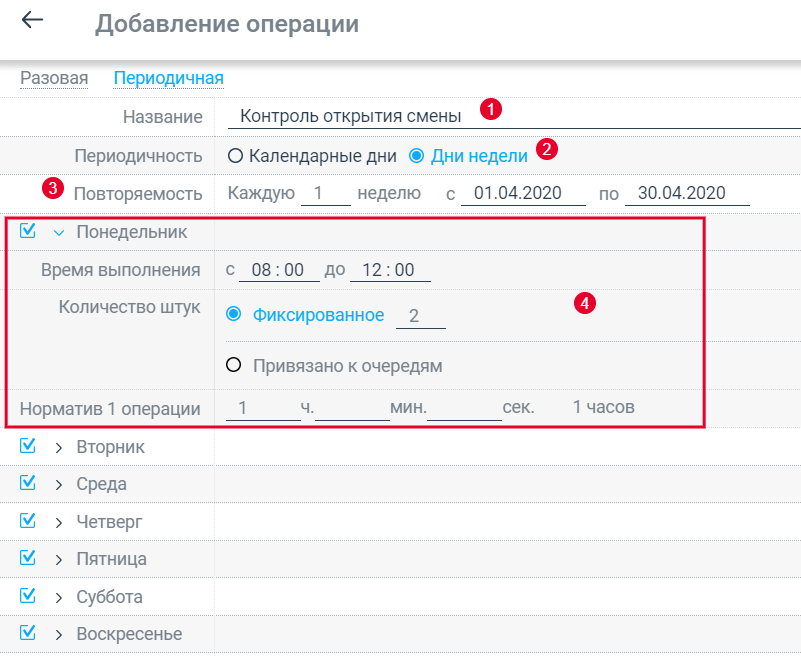 Добавление операции
Разовая Периодичная
Название Контроль открытия смены 1
Периодичность Календарные дни Дни недели 2
3 Повторяемость Каждую 1 неделю с 01.04.2020 по 30.04.2020
Понедельник
Время выполнения с 08 : 00 до 12 : 00
Количество штук Фиксированное 2 4
Привязано к очередям
Норматив 1 операции 1 ч. мин. сек. 1 часов
Вторник
Среда
Четверг
Пятница
Суббота
Воскресенье